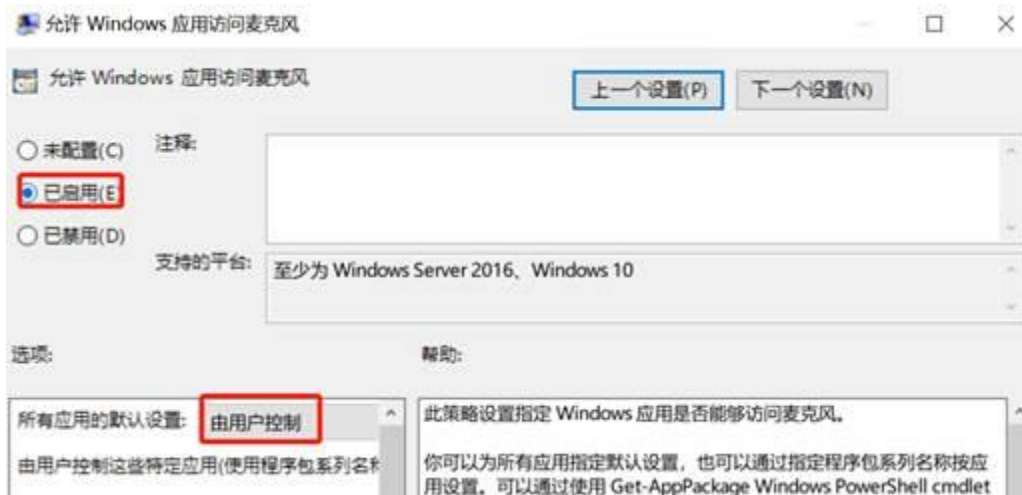 允许 Windows 应用访问麦克风
允许 Windows 应用访问麦克风
上一个设置(P)
下一个设置(N)
未配置(C)
注释:
已启用(E
已禁用(D)
支持的平台:
至少为 Windows Server 2016、Windows 10
选项:
帮助:
所有应用的默认设置:
由用户控制
由用户控制这些特定应用(使用程序包系列名称
此策略设置指定 Windows 应用是否能够访问麦克风。
你可以为所有应用指定默认设置，也可以通过指定程序包系列名称按应
用设置。可以通过使用 Get-AppPackage Windows PowerShell cmdlet